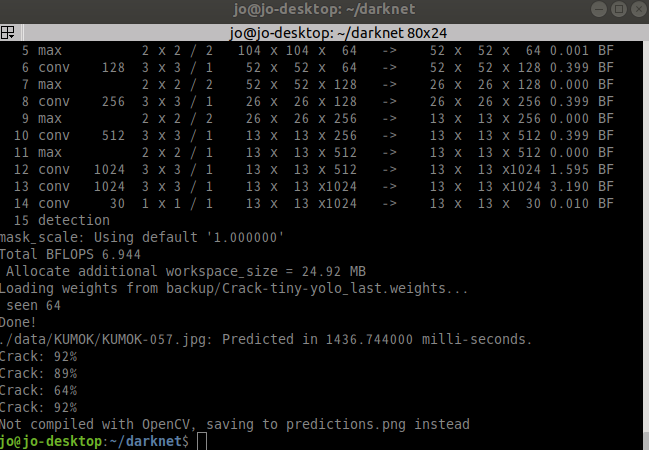 jo@jo-desktop: ~/darknet
jo@jo-desktop: ~/darknet 80x24
5 max 2 x 2 / 2 104 x 104 x 64 -> 52 x 52 x 64 0.001 BF
6 conv 128 3 x 3 / 1 52 x 52 x 64 -> 52 x 52 x 128 0.399 BF
7 max 2 x 2 / 2 52 x 52 x 128 -> 26 x 26 x 128 0.000 BF
8 conv 256 3 x 3 / 1 26 x 26 x 128 -> 26 x 26 x 256 0.399 BF
9 max 2 x 2 / 2 26 x 26 x 256 -> 13 x 13 x 256 0.000 BF
10 conv 512 3 x 3 / 1 13 x 13 x 256 -> 13 x 13 x 512 0.399 BF
11 max 2 x 2 / 1 13 x 13 x 512 -> 13 x 13 x 512 0.000 BF
12 conv 1024 3 x 3 / 1 13 x 13 x 512 -> 13 x 13 x1024 1.595 BF
13 conv 1024 3 x 3 / 1 13 x 13 x1024 -> 13 x 13 x1024 3.190 BF
14 conv 30 1 x 1 / 1 13 x 13 x1024 -> 13 x 13 x 30 0.010 BF
15 detection
mask_scale: Using default '1.000000'
Total BFLOPS 6.944
Allocate additional workspace_size = 24.92 MB
Loading weights from backup/Crack-tiny-yolo_last.weights...
seen 64
Done!
./data/KUMOK/KUMOK-057.jpg: Predicted in 1436.744000 milli-seconds.
Crack: 92%
Crack: 89%
Crack: 64%
Crack: 92%
Not compiled with OpenCV, saving to predictions.png instead
jo@jo-desktop:~/darknet$